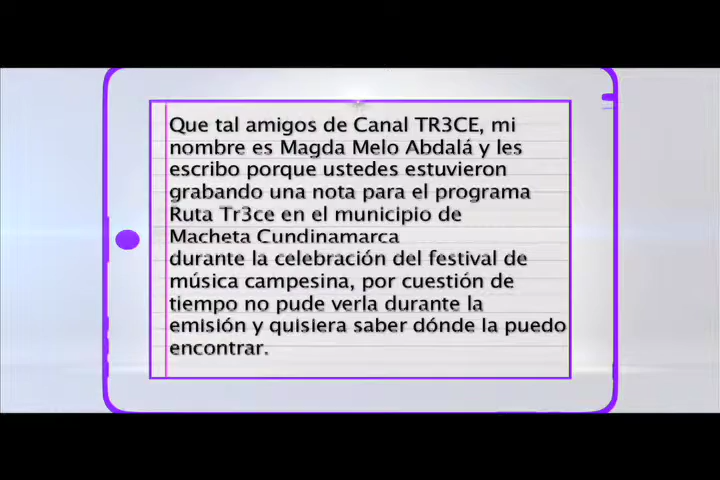 Que tal amigos de Canal TR3CE, mi
nombre es Magda Melo Abdalá y les
escribo porque ustedes estuvieron
grabando una nota para el programa
Ruta Tr3ce en el municipio de
Macheta Cundinamarca
durante la celebración del festival de
música campesina, por cuestión de
tiempo no pude verla durante la
emisión y quisiera saber dónde la puedo
encontrar.